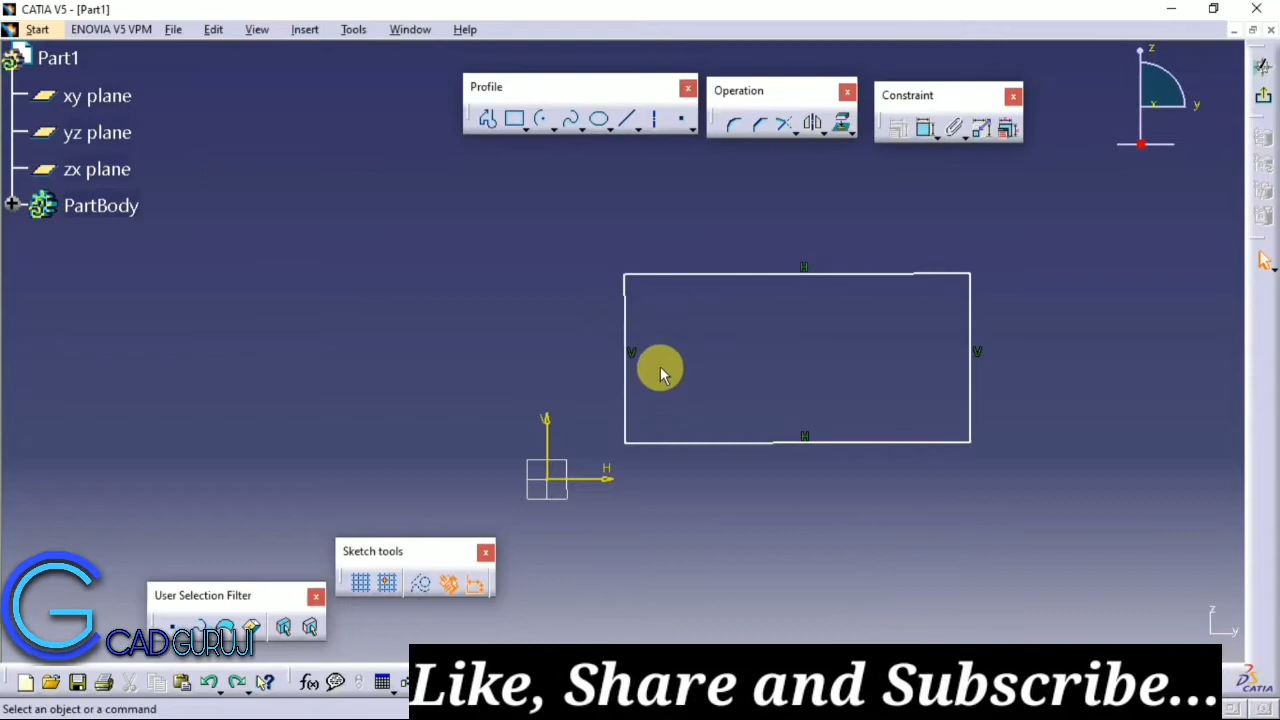 CATIA V5 - [Part1]
Start ENOVIA V5 VPM File Edit View Insert Tools Window Help
Part1
xy plane
yz plane
zx plane
PartBody
Profile
Operation
Constraint
z
x
y
H
V
V
H
V
H
Sketch tools
User Selection Filter
G
CADGURUJI
z
y
f(x)
Like, Share and Subscribe...
CATIA
Select an object or a command